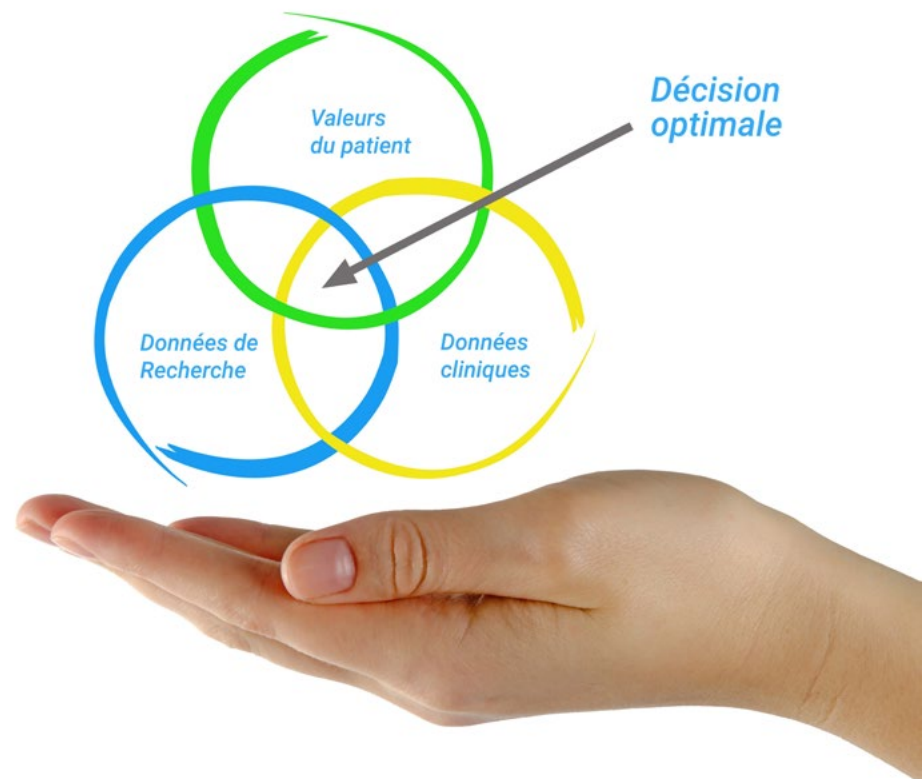 Valeurs
du patient
Décision
optimale
Données de
Recherche
Données
cliniques